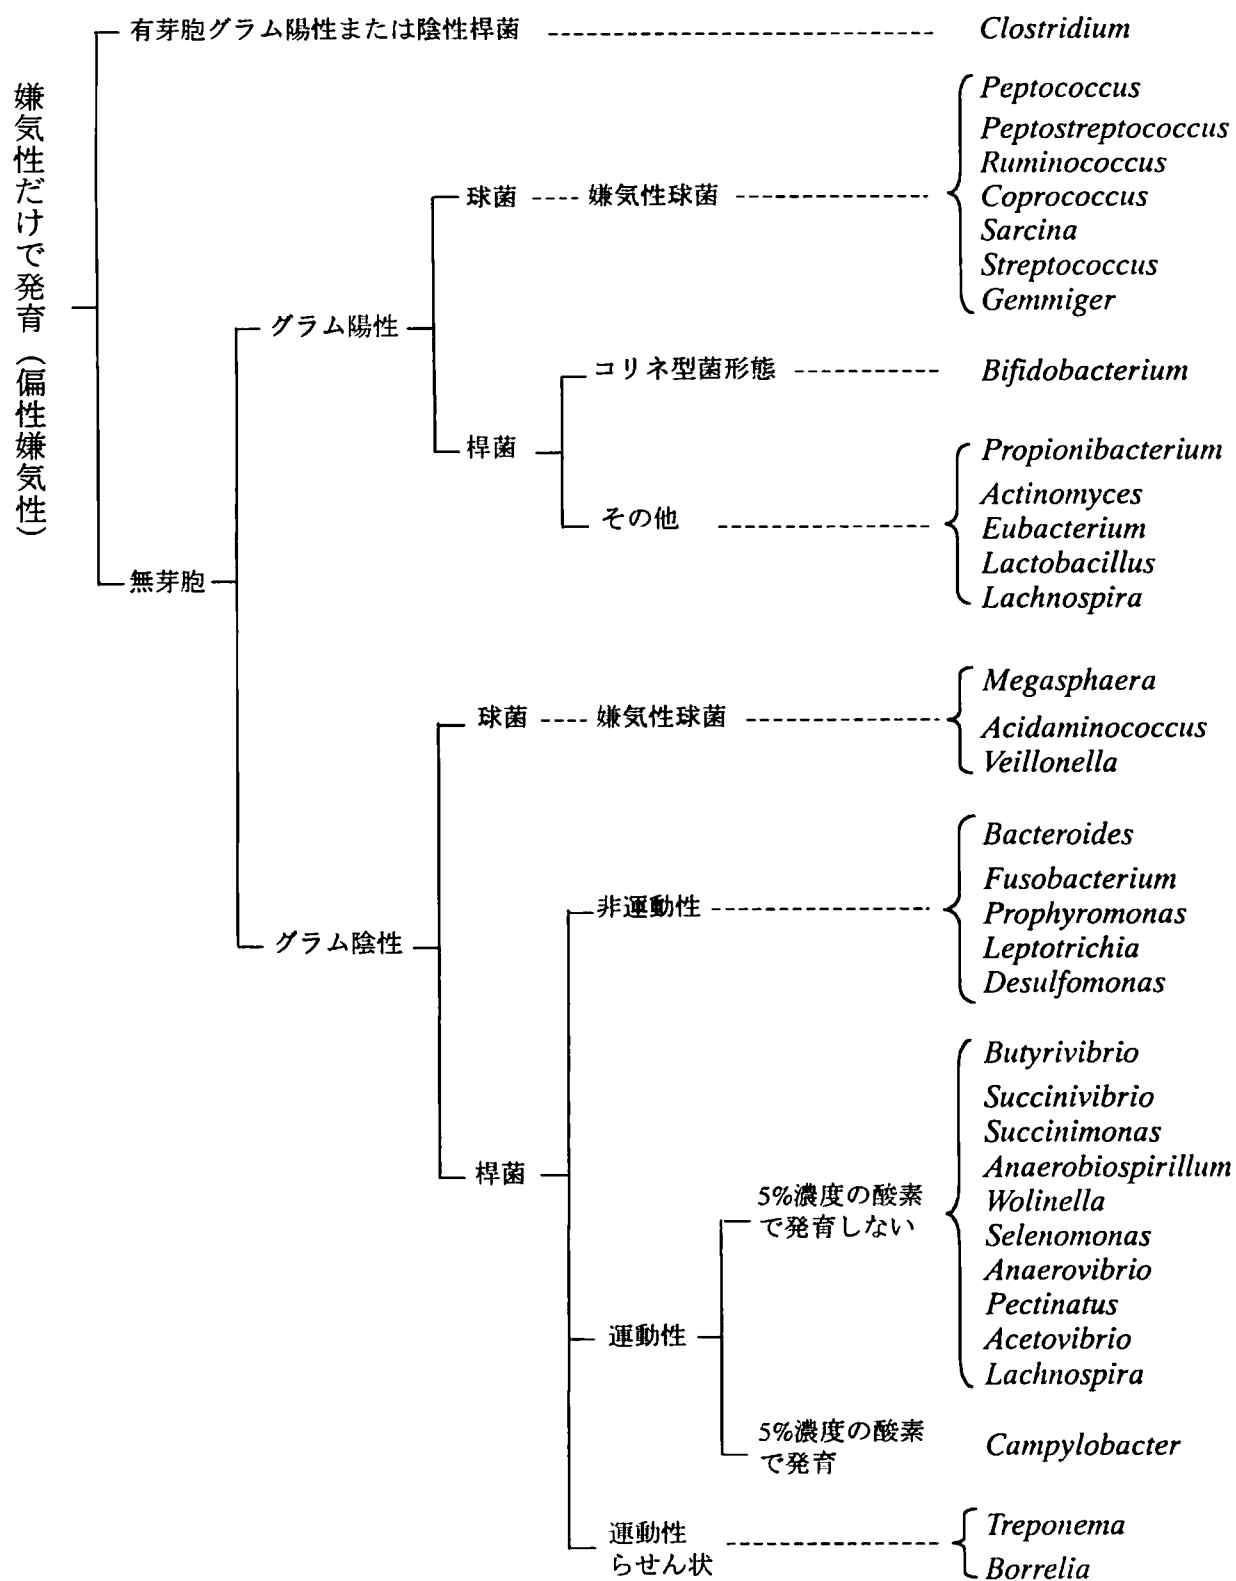 嫌気性だけで発育（偏性嫌気性）
有芽胞グラム陽性または陰性桿菌
Clostridium
無芽胞
グラム陽性
球菌
嫌気性球菌
Peptococcus
Peptostreptococcus
Ruminococcus
Coprococcus
Sarcina
Streptococcus
Gemmiger
桿菌
コリネ型菌形態
Bifidobacterium
その他
Propionibacterium
Actinomyces
Eubacterium
Lactobacillus
Lachnospira
グラム陰性
球菌
嫌気性球菌
Megasphaera
Acidaminococcus
Veillonella
桿菌
非運動性
Bacteroides
Fusobacterium
Prophyromonas
Leptotrichia
Desulfomonas
運動性
5%濃度の酸素
で発育しない
Butyrivibrio
Succinivibrio
Succinimonas
Anaerobiospirillum
Wolinella
Selenomonas
Anaerovibrio
Pectinatus
Acetovibrio
Lachnospira
5%濃度の酸素
で発育
Campylobacter
運動性
らせん状
Treponema
Borrelia